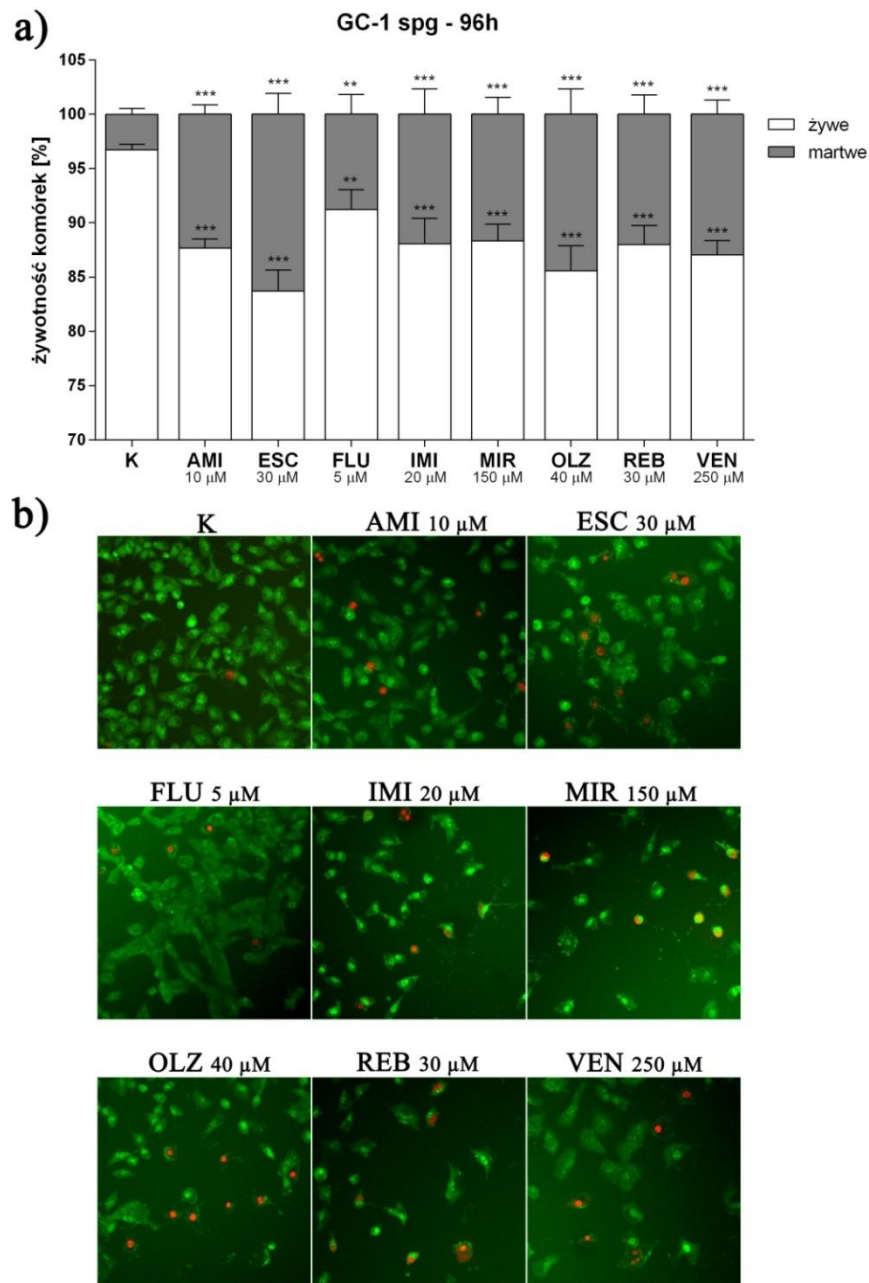 a)
GC-1 spg - 96h
105
100
95
90
85
80
75
70
żywotność komórek [%]
*** *** ** *** *** *** *** ***
*** *** ** *** *** *** *** ***
żywe
martwe
K AMI ESC FLU IMI MIR OLZ REB VEN
10 µM 30 µM 5 µM 20 µM 150 µM 40 µM 30 µM 250 µM
b)
K AMI 10 µM ESC 30 µM
FLU 5 µM IMI 20 µM MIR 150 µM
OLZ 40 µM REB 30 µM VEN 250 µM